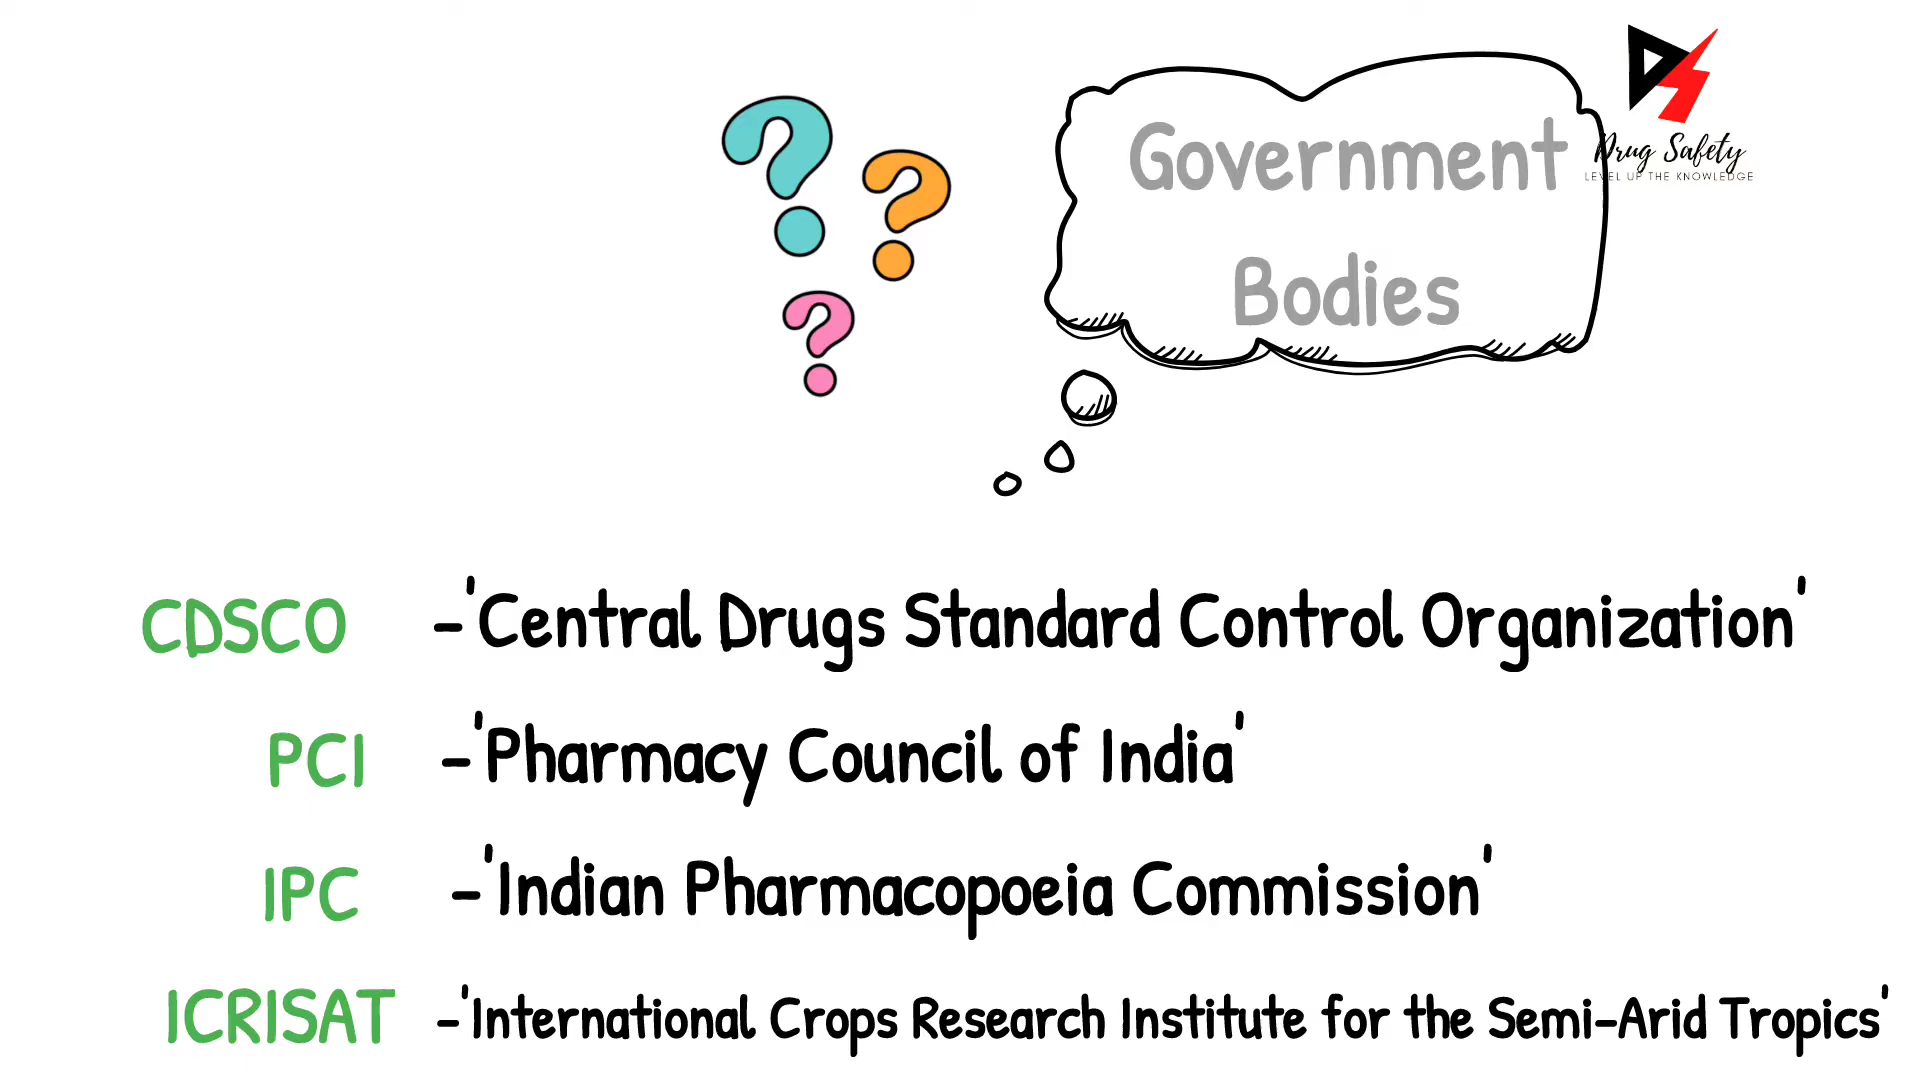 Government
Bodies
Drug Safety
LEVEL UP THE KNOWLEDGE
CDSCO -'Central Drugs Standard Control Organization'
PCI -'Pharmacy Council of India'
IPC -'Indian Pharmacopoeia Commission'
ICRISAT -'International Crops Research Institute for the Semi-Arid Tropics'